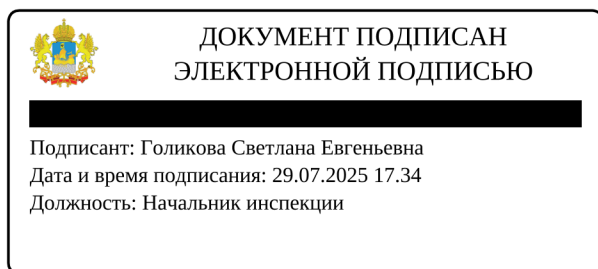 ДОКУМЕНТ ПОДПИСАН
ЭЛЕКТРОННОЙ ПОДПИСЬЮ
Подписант: Голикова Светлана Евгеньевна
Дата и время подписания: 29.07.2025 17.34
Должность: Начальник инспекции